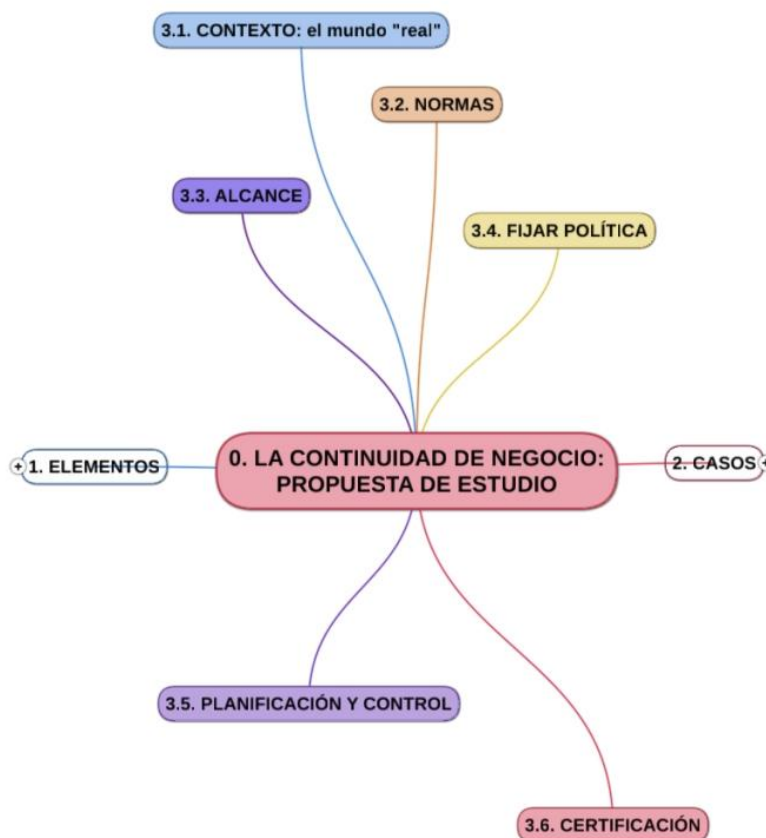 3.1. CONTEXTO: el mundo "real"
3.2. NORMAS
3.3. ALCANCE
3.4. FIJAR POLÍTICA
0. LA CONTINUIDAD DE NEGOCIO:
PROPUESTA DE ESTUDIO
+ 1. ELEMENTOS
2. CASOS +
3.5. PLANIFICACIÓN Y CONTROL
3.6. CERTIFICACIÓN